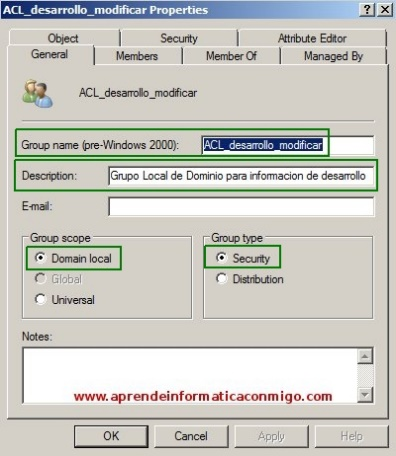 ACL_desarrollo_modificar Properties
Object
Security
Attribute Editor
General
Members
Member Of
Managed By
ACL_desarrollo_modificar
Group name (pre-Windows 2000):
ACL_desarrollo_modificar
Description:
Grupo Local de Dominio para informacion de desarrollo
E-mail:
Group scope
Domain local
Global
Universal
Group type
Security
Distribution
Notes:
www.aprendeinformaticaconmigo.com
OK
Cancel
Apply
Help